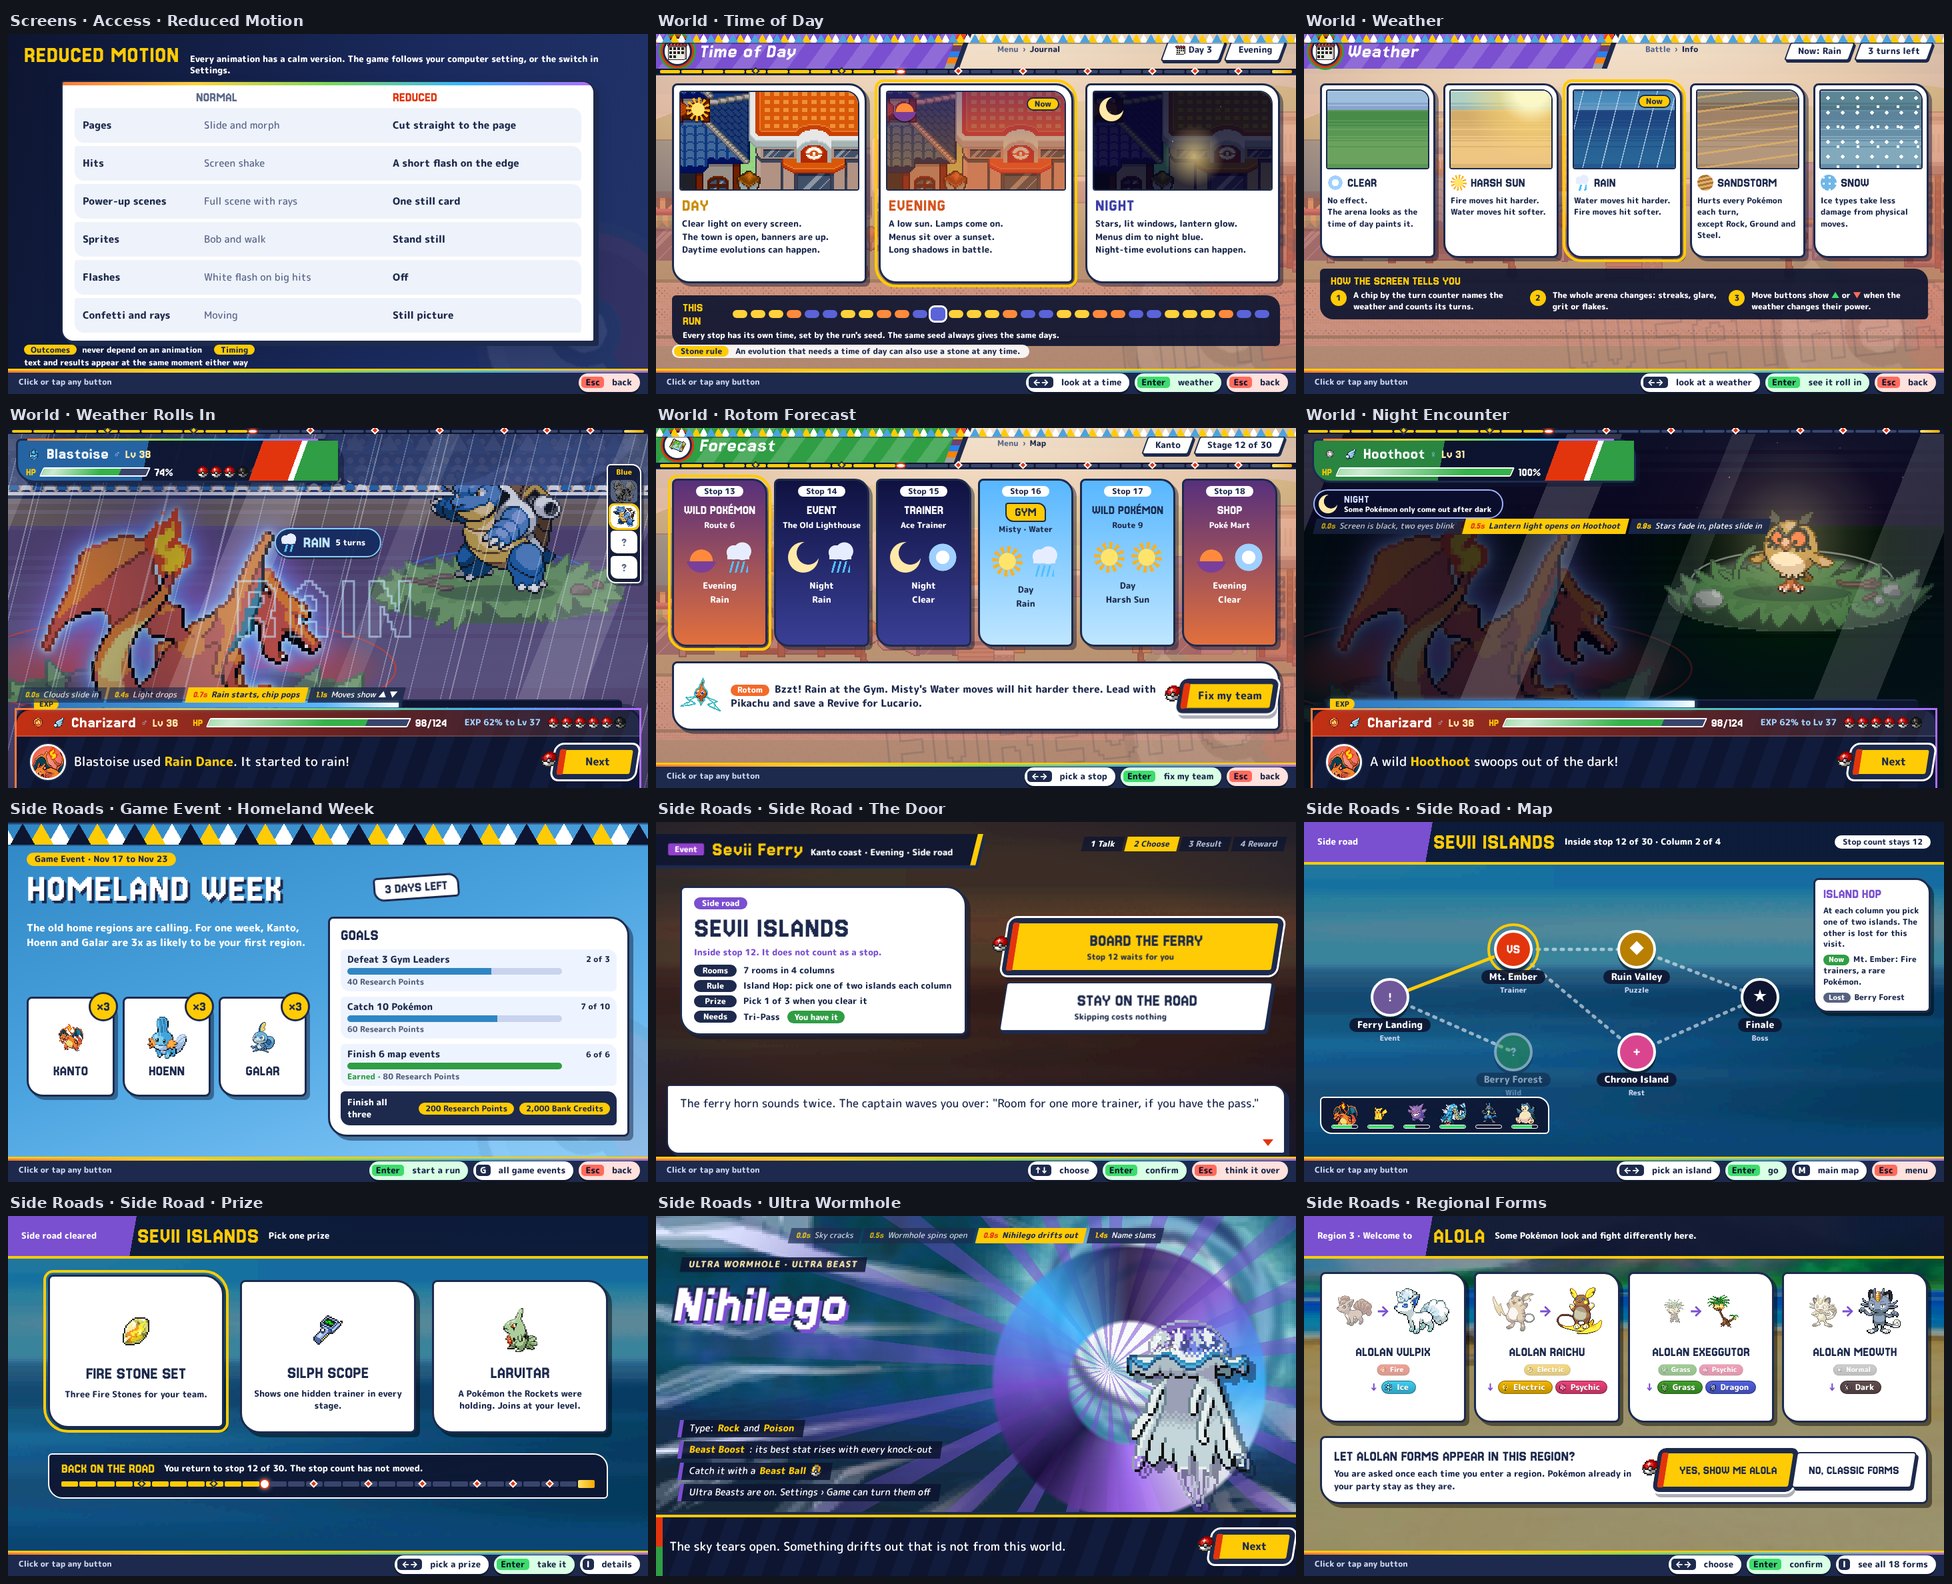 Screens · Access · Reduced Motion
REDUCED MOTION
Every animation has a calm version. The game follows your computer setting, or the switch in
Settings.
NORMAL
REDUCED
Pages
Slide and morph
Cut straight to the page
Hits
Screen shake
A short flash on the edge
Power-up scenes
Full scene with rays
One still card
Sprites
Bob and walk
Stand still
Flashes
White flash on big hits
Off
Confetti and rays
Moving
Still picture
Outcomes never depend on an animation Timing
text and results appear at the same moment either way
Click or tap any button
Esc back
World · Time of Day
Time of Day
Menu › Journal
Day 3
Evening
Now
DAY
Clear light on every screen.
The town is open, banners are up.
Daytime evolutions can happen.
EVENING
A low sun. Lamps come on.
Menus sit over a sunset.
Long shadows in battle.
NIGHT
Stars, lit windows, lantern glow.
Menus dim to night blue.
Night-time evolutions can happen.
THIS
RUN
Every stop has its own time, set by the run's seed. The same seed always gives the same days.
Stone rule An evolution that needs a time of day can also use a stone at any time.
Click or tap any button
←→ look at a time
Enter weather
Esc back
World · Weather
Weather
Battle › Info
Now: Rain
3 turns left
Now
CLEAR
No effect.
The arena looks as the
time of day paints it.
HARSH SUN
Fire moves hit harder.
Water moves hit softer.
RAIN
Water moves hit harder.
Fire moves hit softer.
SANDSTORM
Hurts every Pokémon
each turn,
except Rock, Ground and
Steel.
SNOW
Ice types take less
damage from physical
moves.
HOW THE SCREEN TELLS YOU
1 A chip by the turn counter names the
weather and counts its turns.
2 The whole arena changes: streaks, glare,
grit or flakes.
3 Move buttons show ▲ or ▼ when the
weather changes their power.
Click or tap any button
←→ look at a weather
Enter see it roll in
Esc back
World · Weather Rolls In
Blastoise ♂ Lv 38
HP
74%
Blue
?
?
RAIN 5 turns
RAIN
0.0s Clouds slide in
0.4s Light drops
0.7s Rain starts, chip pops
1.1s Moves show ▲ ▼
EXP
Charizard ♂ Lv 36
HP
98/124
EXP 62% to Lv 37
Blastoise used Rain Dance. It started to rain!
Next
World · Rotom Forecast
Forecast
Menu › Map
Kanto
Stage 12 of 30
Stop 13
WILD POKÉMON
Route 6
Evening
Rain
Stop 14
EVENT
The Old Lighthouse
Night
Rain
Stop 15
TRAINER
Ace Trainer
Night
Clear
Stop 16
GYM
Misty · Water
Day
Rain
Stop 17
WILD POKÉMON
Route 9
Day
Harsh Sun
Stop 18
SHOP
Poké Mart
Evening
Clear
Rotom Bzzt! Rain at the Gym. Misty's Water moves will hit harder there. Lead with
Pikachu and save a Revive for Lucario.
Fix my team
Click or tap any button
←→ pick a stop
Enter fix my team
Esc back
World · Night Encounter
Hoothoot ♀ Lv 31
HP
100%
NIGHT
Some Pokémon only come out after dark
0.0s Screen is black, two eyes blink
0.5s Lantern light opens on Hoothoot
0.8s Stars fade in, plates slide in
EXP
Charizard ♂ Lv 36
HP
98/124
EXP 62% to Lv 37
A wild Hoothoot swoops out of the dark!
Next
Side Roads · Game Event · Homeland Week
Game Event · Nov 17 to Nov 23
HOMELAND WEEK
3 DAYS LEFT
The old home regions are calling. For one week, Kanto,
Hoenn and Galar are 3x as likely to be your first region.
×3
KANTO
×3
HOENN
×3
GALAR
GOALS
Defeat 3 Gym Leaders
2 of 3
40 Research Points
Catch 10 Pokémon
7 of 10
60 Research Points
Finish 6 map events
6 of 6
Earned · 80 Research Points
Finish all
three
200 Research Points
2,000 Bank Credits
Click or tap any button
Enter start a run
G all game events
Esc back
Side Roads · Side Road · The Door
Event
Sevii Ferry
Kanto coast · Evening · Side road
1 Talk
2 Choose
3 Result
4 Reward
Side road
SEVII ISLANDS
Inside stop 12. It does not count as a stop.
Rooms 7 rooms in 4 columns
Rule Island Hop: pick one of two islands each column
Prize Pick 1 of 3 when you clear it
Needs Tri-Pass You have it
BOARD THE FERRY
Stop 12 waits for you
STAY ON THE ROAD
Skipping costs nothing
The ferry horn sounds twice. The captain waves you over: "Room for one more trainer, if you have the pass."
Click or tap any button
↑↓ choose
Enter confirm
Esc think it over
Side Roads · Side Road · Map
Side road
SEVII ISLANDS
Inside stop 12 of 30 · Column 2 of 4
Stop count stays 12
ISLAND HOP
At each column you pick
one of two islands. The
other is lost for this
visit.
Now Mt. Ember: Fire
trainers, a rare
Pokémon.
Lost Berry Forest
VS
Mt. Ember
Trainer
Ruin Valley
Puzzle
!
Ferry Landing
Event
Finale
Boss
?
Berry Forest
Wild
+
Chrono Island
Rest
Click or tap any button
←→ pick an island
Enter go
M main map
Esc menu
Side Roads · Side Road · Prize
Side road cleared
SEVII ISLANDS
Pick one prize
FIRE STONE SET
Three Fire Stones for your team.
SILPH SCOPE
Shows one hidden trainer in every
stage.
LARVITAR
A Pokémon the Rockets were
holding. Joins at your level.
BACK ON THE ROAD
You return to stop 12 of 30. The stop count has not moved.
Click or tap any button
←→ pick a prize
Enter take it
I details
Side Roads · Ultra Wormhole
0.0s Sky cracks
0.5s Wormhole spins open
0.8s Nihilego drifts out
1.4s Name slams
ULTRA WORMHOLE · ULTRA BEAST
Nihilego
Type: Rock and Poison
Beast Boost : its best stat rises with every knock-out
Catch it with a Beast Ball
Ultra Beasts are on. Settings › Game can turn them off
The sky tears open. Something drifts out that is not from this world.
Next
Side Roads · Regional Forms
Region 3 · Welcome to
ALOLA
Some Pokémon look and fight differently here.
ALOLAN VULPIX
Fire
↓ Ice
ALOLAN RAICHU
Electric
↓ Electric Psychic
ALOLAN EXEGGUTOR
Grass Psychic
↓ Grass Dragon
ALOLAN MEOWTH
Normal
↓ Dark
LET ALOLAN FORMS APPEAR IN THIS REGION?
You are asked once each time you enter a region. Pokémon already in
your party stay as they are.
YES, SHOW ME ALOLA
NO, CLASSIC FORMS
Click or tap any button
←→ choose
Enter confirm
I see all 18 forms